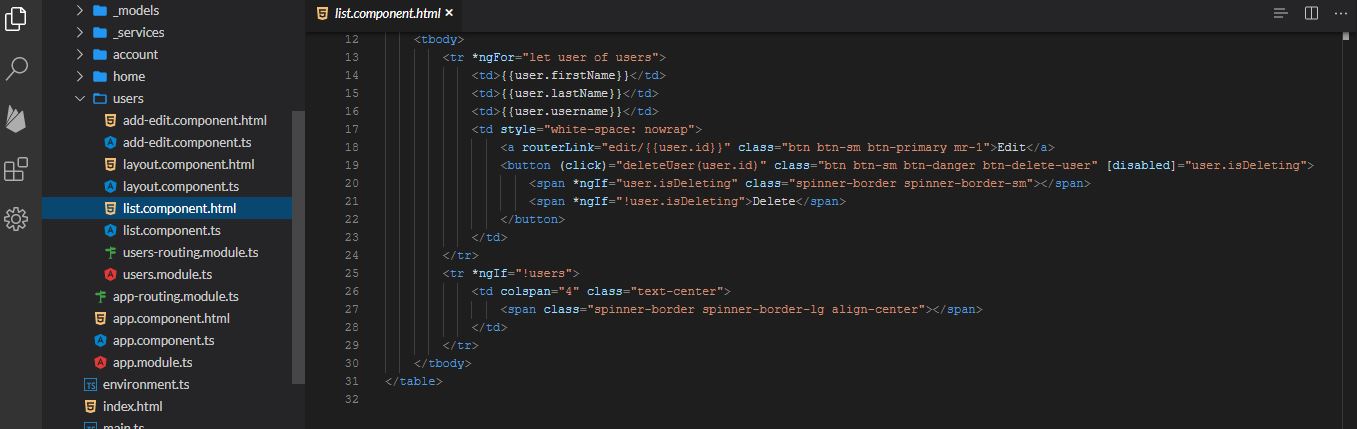 _models
_services
account
home
users
add-edit.component.html
add-edit.component.ts
layout.component.html
layout.component.ts
list.component.html
list.component.ts
users-routing.module.ts
users.module.ts
app-routing.module.ts
app.component.html
app.component.ts
app.module.ts
TS environment.ts
index.html
main.ts
list.component.html ×
12 <tbody>
13 <tr *ngFor="let user of users">
14 <td>{{user.firstName}}</td>
15 <td>{{user.lastName}}</td>
16 <td>{{user.username}}</td>
17 <td style="white-space: nowrap">
18 <a routerLink="edit/{{user.id}}" class="btn btn-sm btn-primary mr-1">Edit</a>
19 <button (click)="deleteUser(user.id)" class="btn btn-sm btn-danger btn-delete-user" [disabled]="user.isDeleting">
20 <span *ngIf="user.isDeleting" class="spinner-border spinner-border-sm"></span>
21 <span *ngIf="!user.isDeleting">Delete</span>
22 </button>
23 </td>
24 </tr>
25 <tr *ngIf="!users">
26 <td colspan="4" class="text-center">
27 <span class="spinner-border spinner-border-lg align-center"></span>
28 </td>
29 </tr>
30 </tbody>
31 </table>
32